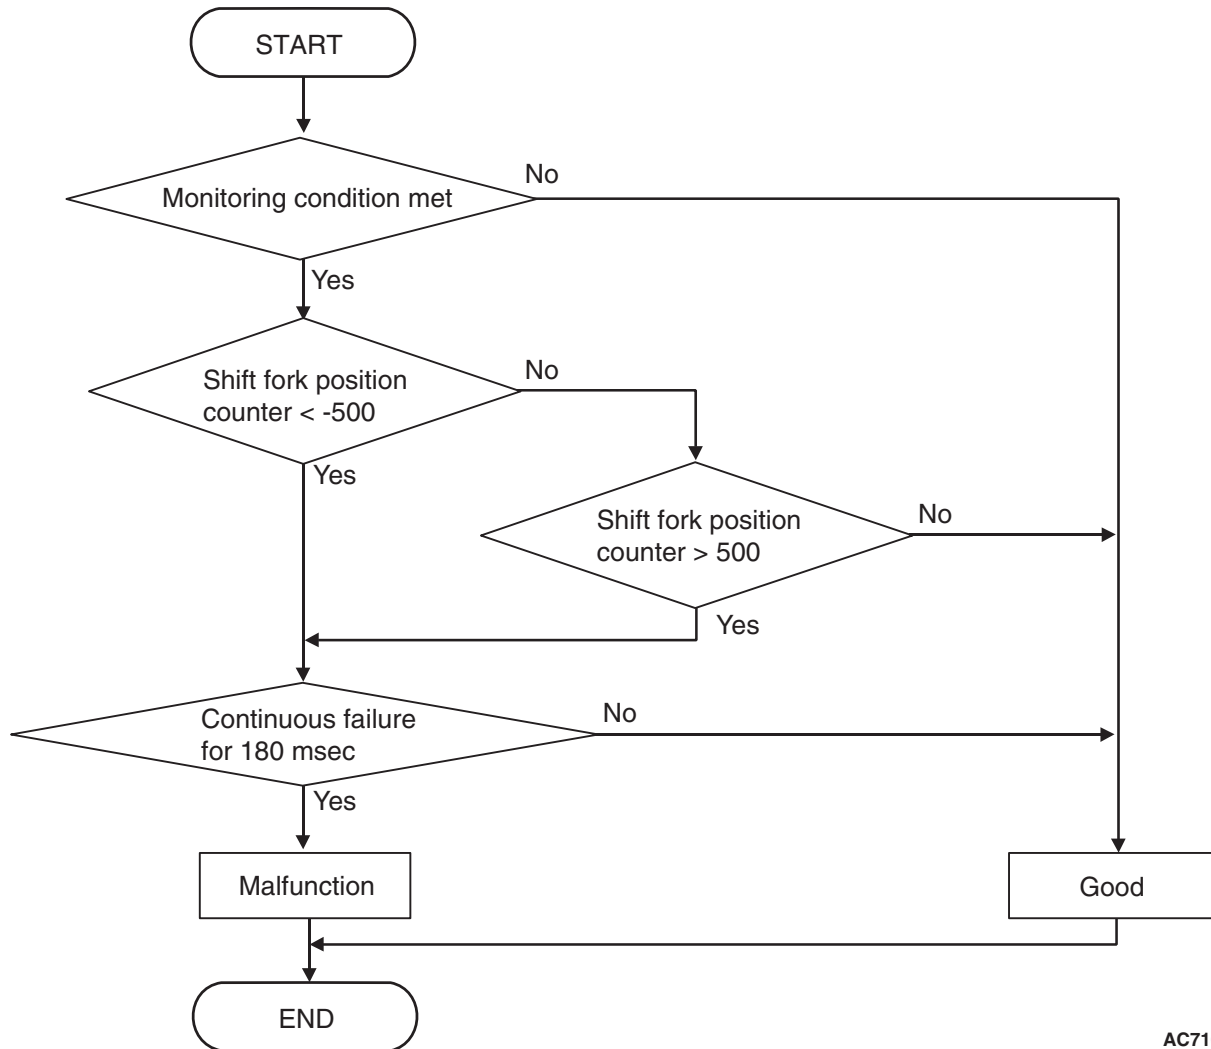 START
Monitoring condition met
No
Yes
Shift fork position
counter < -500
No
Yes
Shift fork position
counter > 500
No
Yes
Continuous failure
for 180 msec
No
Yes
Malfunction
Good
END
AC71